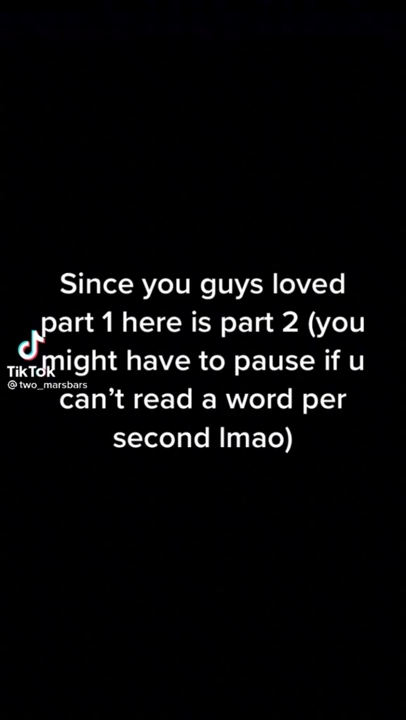 Since you guys loved
part 1 here is part 2 (you
might have to pause if u
can’t read a word per
second lmao)
TikTok
@two_marsbars